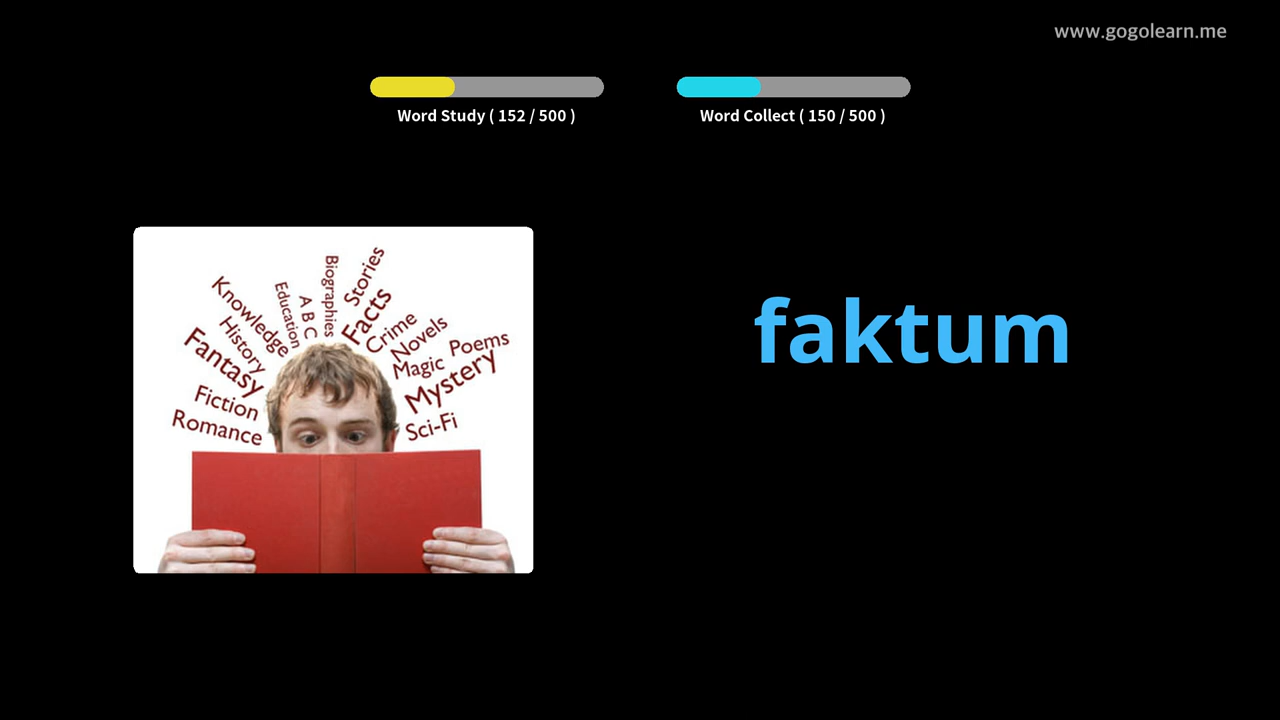 www.gogolearn.me
Word Study ( 152 / 500 )
Word Collect ( 150 / 500 )
Knowledge
History
Fantasy
Fiction
Romance
Education
A B C
Biographies
Stories
Facts
Crime
Novels
Magic
Poems
Mystery
Sci-Fi
faktum